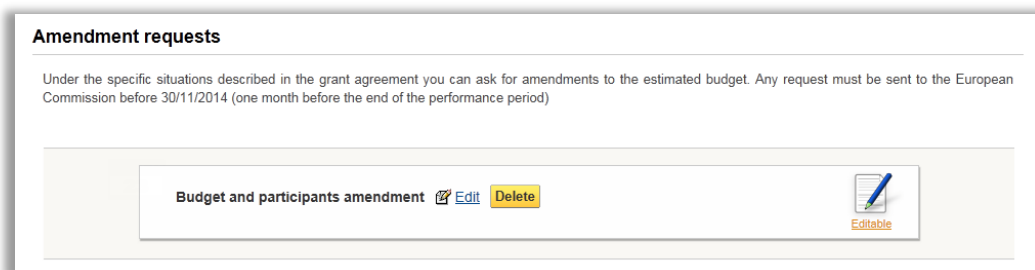 Amendment requests
Under the specific situations described in the grant agreement you can ask for amendments to the estimated budget. Any request must be sent to the European
Commission before 30/11/2014 (one month before the end of the performance period)
Budget and participants amendment Edit Delete
Editable